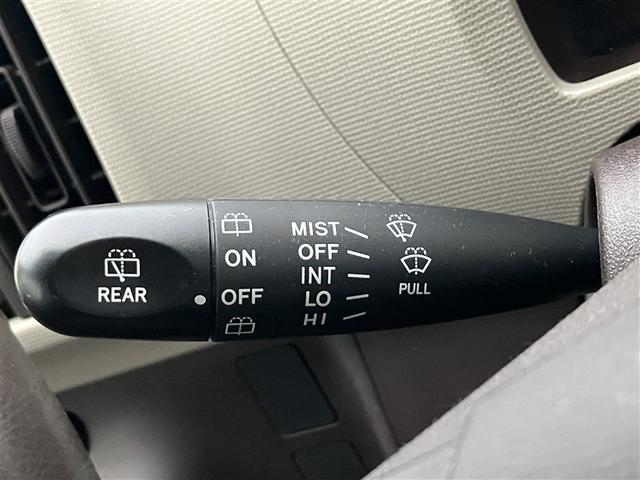 REAR
ON
OFF
MIST
OFF
INT
LO
HI
PULL